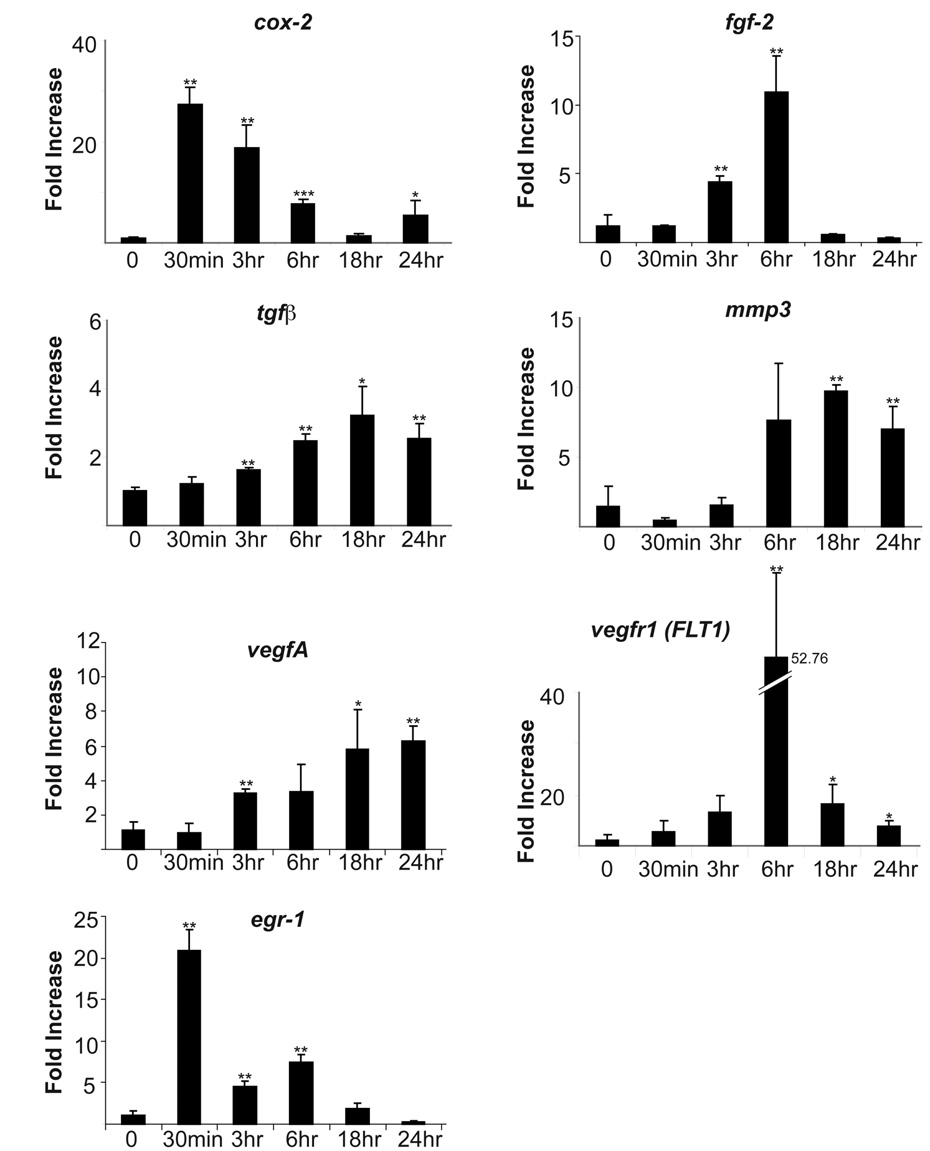 cox-2
Fold Increase
40
20
**
**
***
*
0 30min 3hr 6hr 18hr 24hr
fgf-2
Fold Increase
15
10
5
**
**
0 30min 3hr 6hr 18hr 24hr
tgfβ
Fold Increase
6
4
2
**
**
*
**
0 30min 3hr 6hr 18hr 24hr
mmp3
Fold Increase
15
10
5
**
**
0 30min 3hr 6hr 18hr 24hr
vegfA
Fold Increase
12
10
8
6
4
2
**
*
**
0 30min 3hr 6hr 18hr 24hr
vegfr1 (FLT1)
Fold Increase
40
20
**
52.76
*
*
0 30min 3hr 6hr 18hr 24hr
egr-1
Fold Increase
25
20
15
10
5
**
**
**
0 30min 3hr 6hr 18hr 24hr